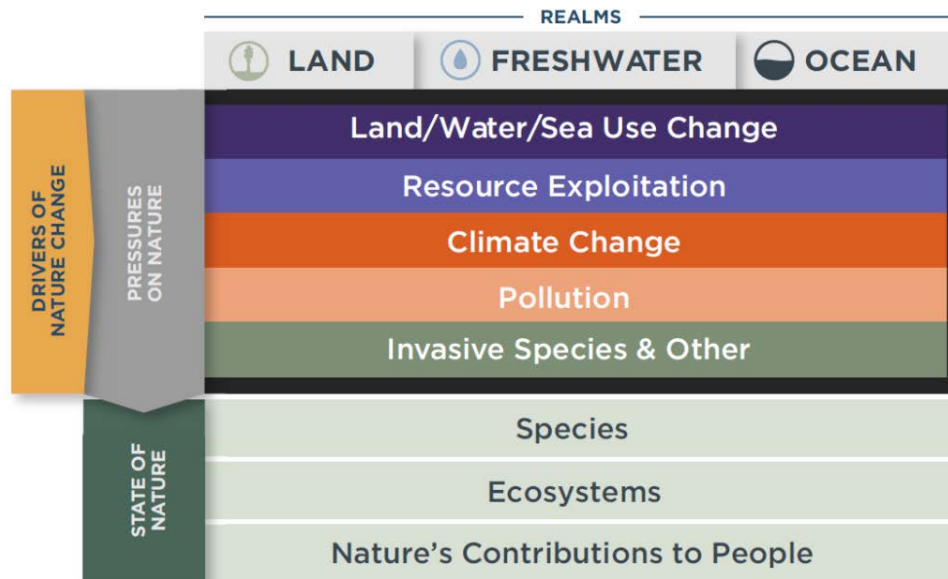 REALMS
LAND
FRESHWATER
OCEAN
DRIVERS OF
NATURE CHANGE
PRESSURES
ON NATURE
Land/Water/Sea Use Change
Resource Exploitation
Climate Change
Pollution
Invasive Species & Other
STATE OF
NATURE
Species
Ecosystems
Nature’s Contributions to People